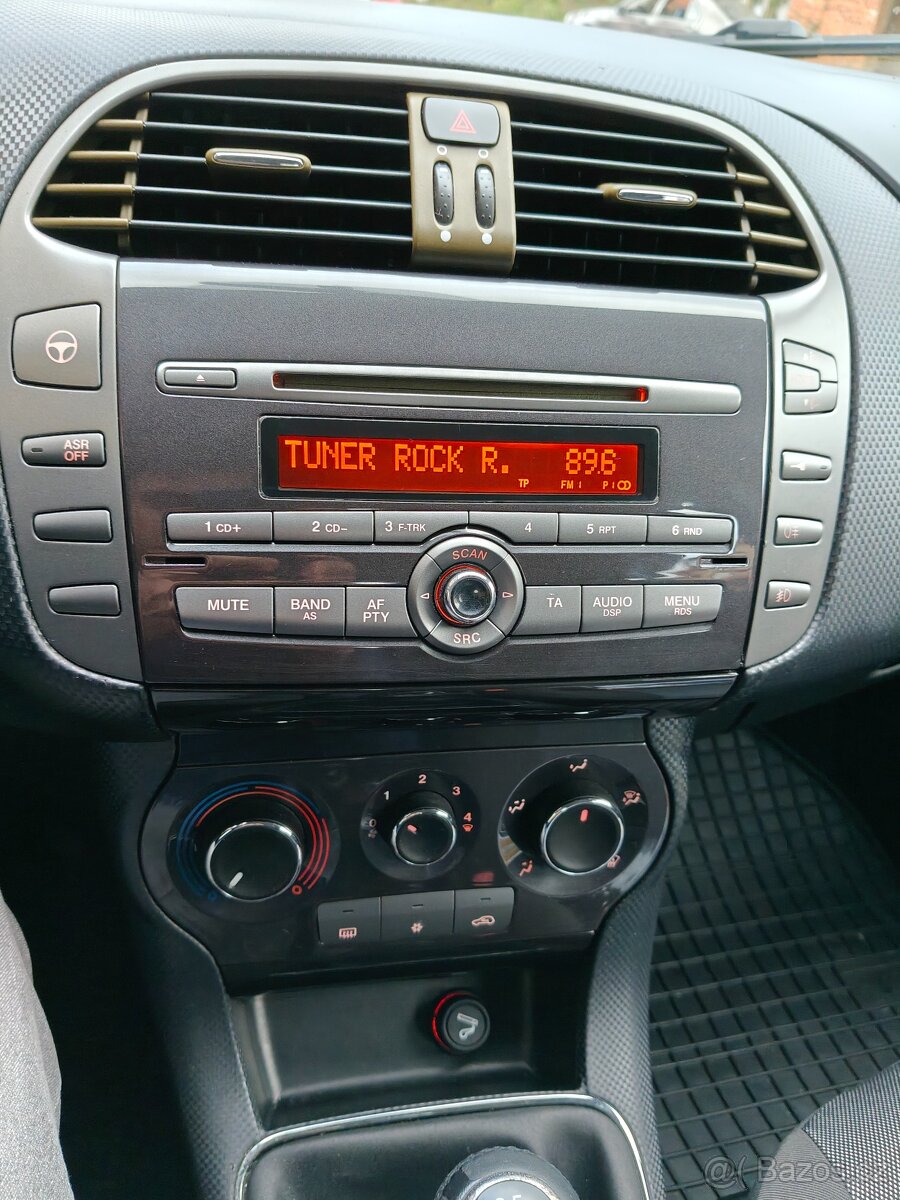 ASR OFF
TUNER ROCK R. 89.6
TP FM1 P:
1 CD+ 2 CD− 3 F-TRK 4 5 RPT 6 RND
SCAN
MUTE BAND AS AF PTY TA AUDIO DSP MENU RDS
SRC
0 1 2 3 4
Bazos